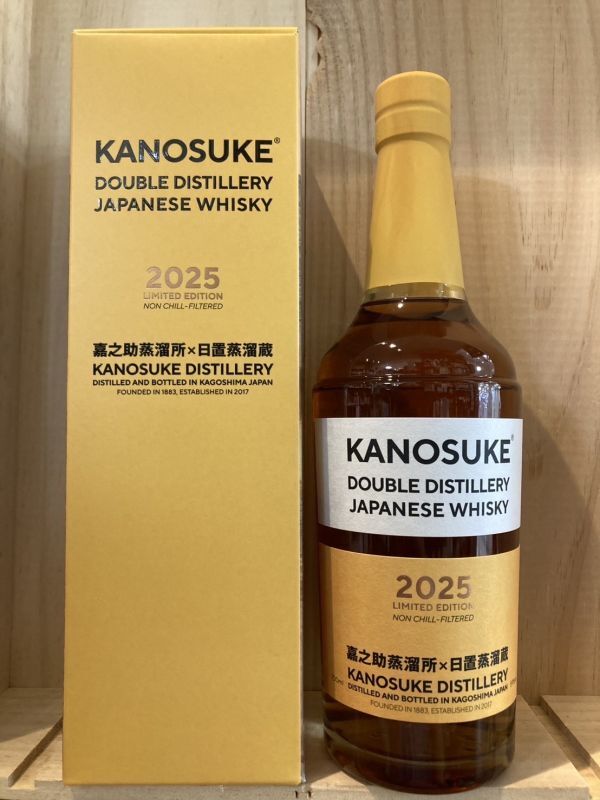 KANOSUKE®
DOUBLE DISTILLERY
JAPANESE WHISKY
2025
LIMITED EDITION
NON CHILL-FILTERED
嘉之助蒸溜所×日置蒸溜蔵
KANOSUKE DISTILLERY
DISTILLED AND BOTTLED IN KAGOSHIMA JAPAN
FOUNDED IN 1883, ESTABLISHED IN 2017
KANOSUKE®
DOUBLE DISTILLERY
JAPANESE WHISKY
2025
LIMITED EDITION
NON CHILL-FILTERED
嘉之助蒸溜所×日置蒸溜蔵
KANOSUKE DISTILLERY
DISTILLED AND BOTTLED IN KAGOSHIMA JAPAN
FOUNDED IN 1883, ESTABLISHED IN 2017